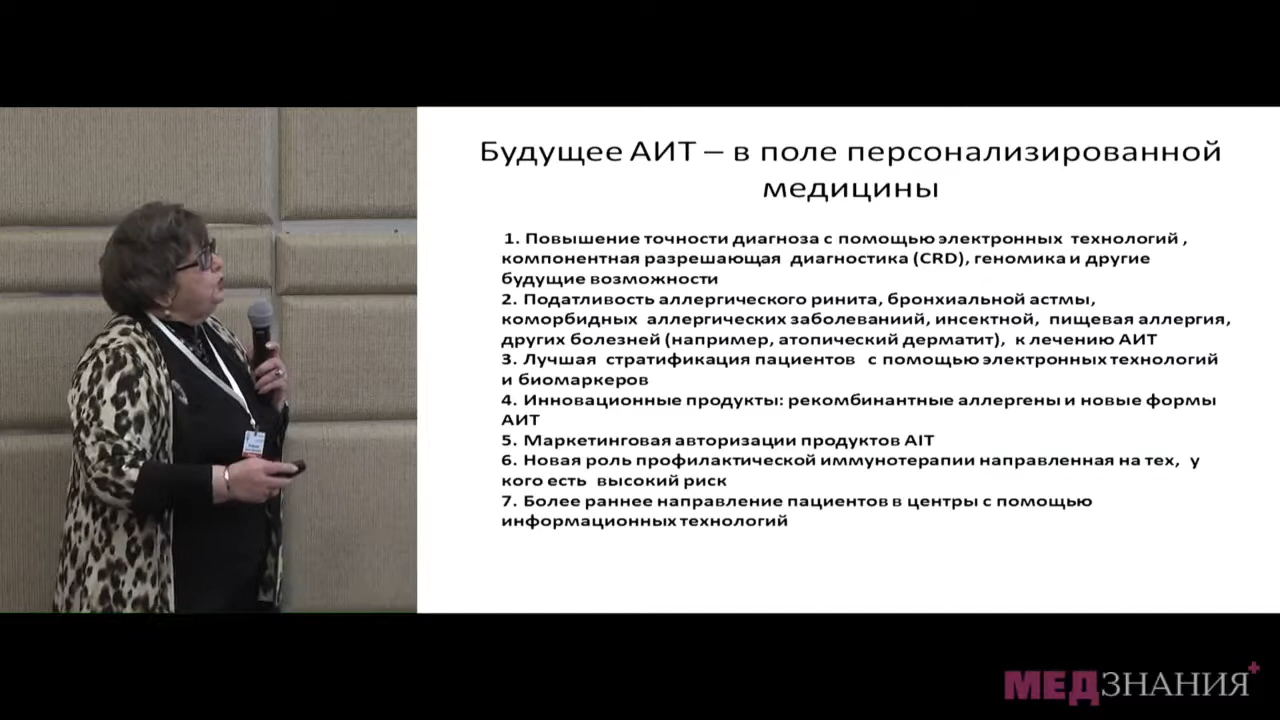 Будущее АИТ – в поле персонализированной
медицины
1. Повышение точности диагноза с помощью электронных технологий ,
компонентная разрешающая диагностика (CRD), геномика и другие
будущие возможности
2. Податливость аллергического ринита, бронхиальной астмы,
коморбидных аллергических заболеваниий, инсектной, пищевая аллергия,
других болезней (например, атопический дерматит), к лечению АИТ
3. Лучшая стратификация пациентов с помощью электронных технологий
и биомаркеров
4. Инновационные продукты: рекомбинантные аллергены и новые формы
АИТ
5. Маркетинговая авторизации продуктов AIT
6. Новая роль профилактической иммунотерапии направленная на тех, у
кого есть высокий риск
7. Более раннее направление пациентов в центры с помощью
информационных технологий
МЕДЗНАНИЯ+